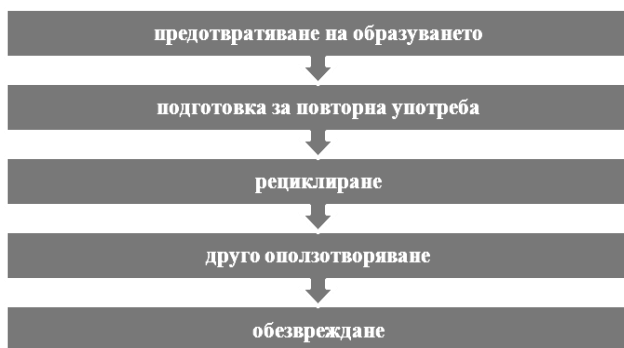 предотвратяване на образуването
подготовка за повторна употреба
рециклиране
друго оползотворяване
обезвреждане